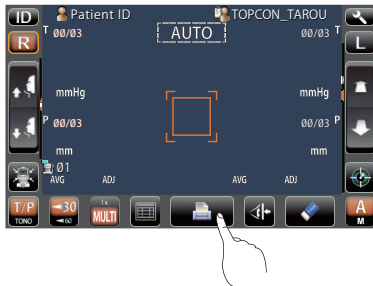 ID Patient ID TOPCON_TAROU
R T 00/03 AUTO 00/03 T L
mmHg mmHg
P 00/03 00/03 P
mm mm
01
AVG ADJ AVG ADJ
T/P 30 1x A
TONO 60 MULTI M